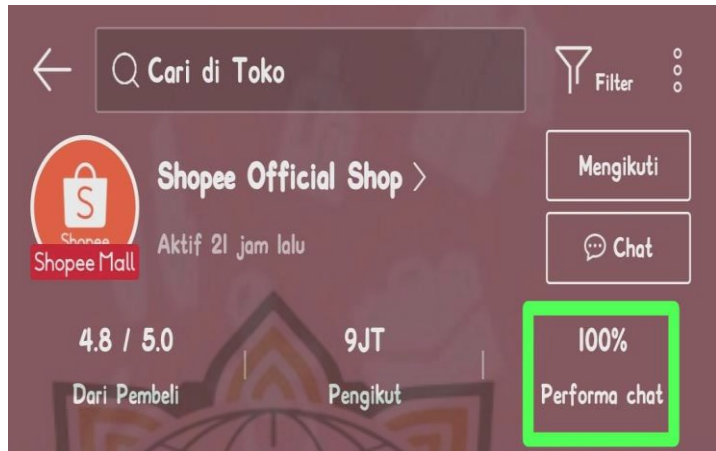 Cari di Toko
Filter
Shopee Official Shop >
Mengikuti
S
Shopee
Shopee Mall
Aktif 21 jam lalu
Chat
4.8 / 5.0
9JT
100%
Dari Pembeli
Pengikut
Performa chat